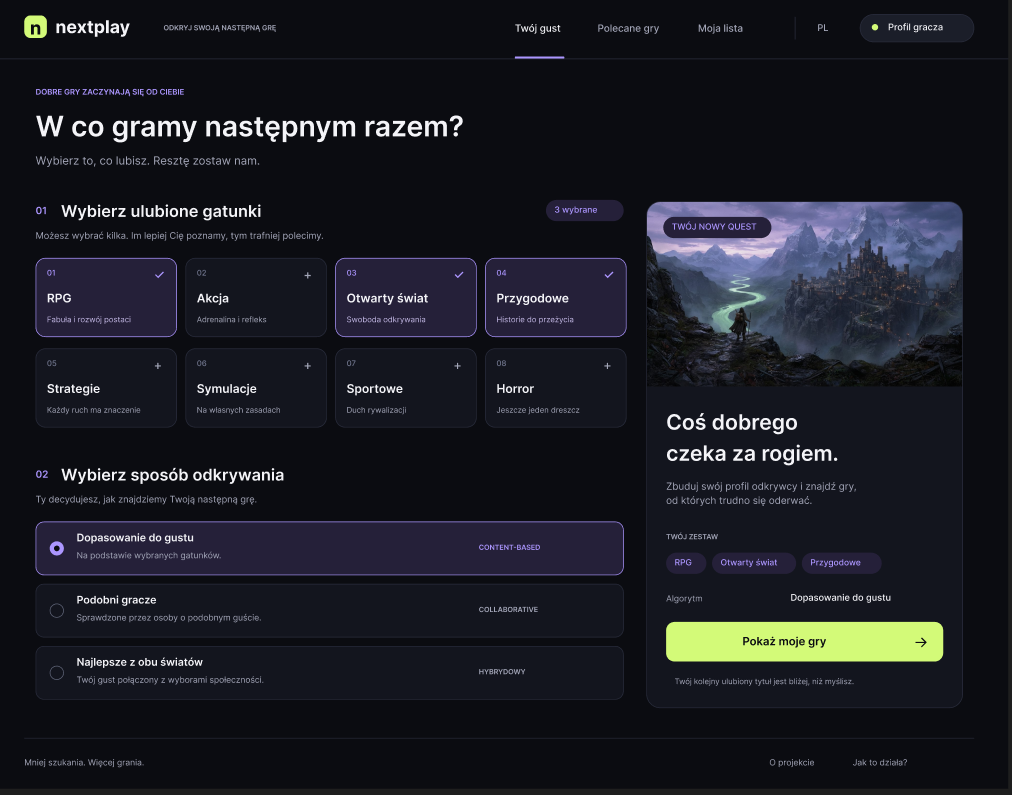 n nextplay
ODKRYJ SWOJĄ NASTĘPNĄ GRĘ
Twój gust
Polecane gry
Moja lista
PL
Profil gracza
DOBRE GRY ZACZYNAJĄ SIĘ OD CIEBIE
W co gramy następnym razem?
Wybierz to, co lubisz. Resztę zostaw nam.
01 Wybierz ulubione gatunki
3 wybrane
Możesz wybrać kilka. Im lepiej Cię poznamy, tym trafniej polecimy.
01
RPG
Fabuła i rozwój postaci
02
Akcja
Adrenalina i refleks
03
Otwarty świat
Swoboda odkrywania
04
Przygodowe
Historie do przeżycia
05
Strategie
Każdy ruch ma znaczenie
06
Symulacje
Na własnych zasadach
07
Sportowe
Duch rywalizacji
08
Horror
Jeszcze jeden dreszcz
02 Wybierz sposób odkrywania
Ty decydujesz, jak znajdziemy Twoją następną grę.
Dopasowanie do gustu
Na podstawie wybranych gatunków.
CONTENT-BASED
Podobni gracze
Sprawdzone przez osoby o podobnym guście.
COLLABORATIVE
Najlepsze z obu światów
Twój gust połączony z wyborami społeczności.
HYBRYDOWY
TWÓJ NOWY QUEST
Coś dobrego
czeka za rogiem.
Zbuduj swój profil odkrywcy i znajdź gry,
od których trudno się oderwać.
TWÓJ ZESTAW
RPG
Otwarty świat
Przygodowe
Algorytm
Dopasowanie do gustu
Pokaż moje gry
Twój kolejny ulubiony tytuł jest bliżej, niż myślisz.
Mniej szukania. Więcej grania.
O projekcie
Jak to działa?